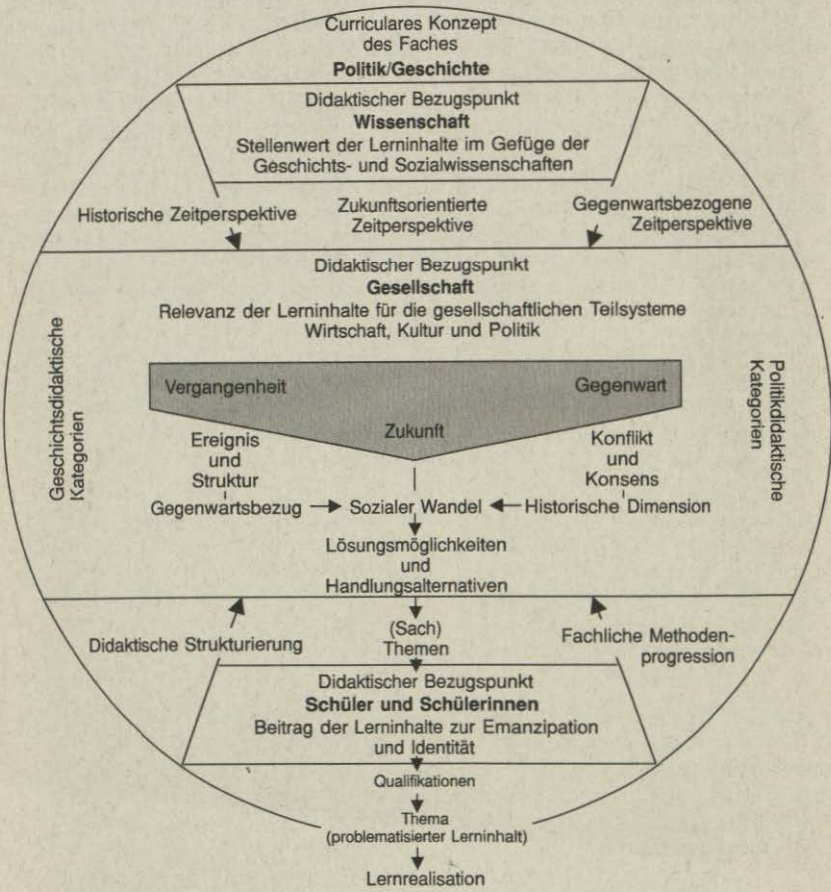 Curriculares Konzept
des Faches
Politik/Geschichte
Didaktischer Bezugspunkt
Wissenschaft
Stellenwert der Lerninhalte im Gefüge der
Geschichts- und Sozialwissenschaften
Historische Zeitperspektive
Zukunftsorientierte
Zeitperspektive
Gegenwartsbezogene
Zeitperspektive
Didaktischer Bezugspunkt
Gesellschaft
Relevanz der Lerninhalte für die gesellschaftlichen Teilsysteme
Wirtschaft, Kultur und Politik
Geschichtsdidaktische
Kategorien
Politikdidaktische
Kategorien
Vergangenheit
Gegenwart
Zukunft
Ereignis
und
Struktur
Konflikt
und
Konsens
Gegenwartsbezug
Sozialer Wandel
Historische Dimension
Lösungsmöglichkeiten
und
Handlungsalternativen
Didaktische Strukturierung
(Sach)
Themen
Fachliche Methoden-
progression
Didaktischer Bezugspunkt
Schüler und Schülerinnen
Beitrag der Lerninhalte zur Emanzipation
und Identität
Qualifikationen
Thema
(problematisierter Lerninhalt)
Lernrealisation